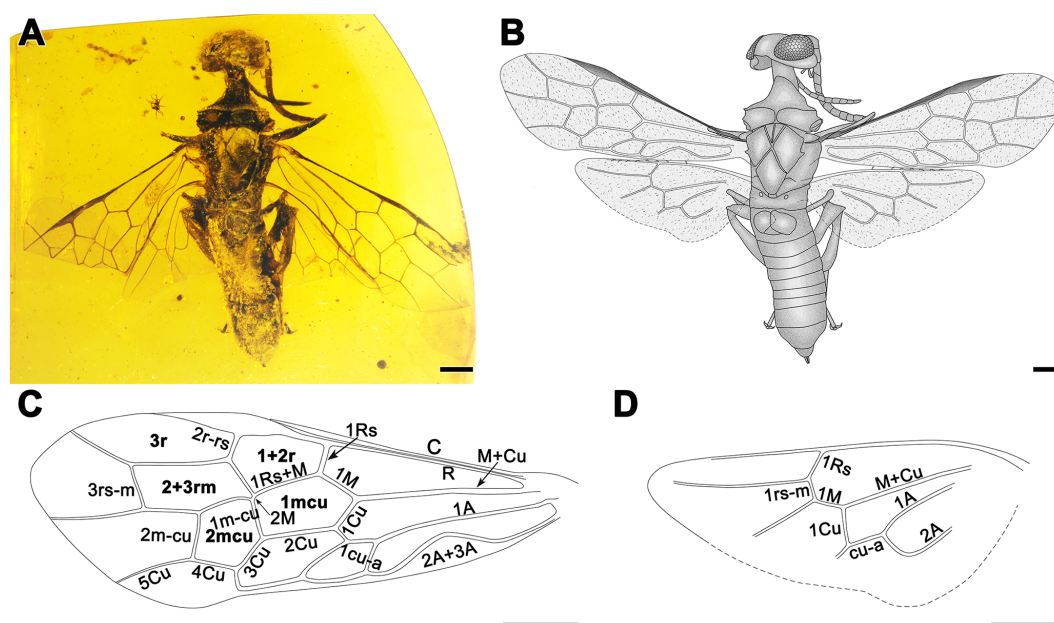 A
B
C
3r
2r-rs
1+2r
1Rs
C
R
M+Cu
3rs-m
2+3rm
1Rs+M
1M
1mcu
2M
1m-cu
2mcu
2m-cu
1Cu
1A
2Cu
3Cu
1cu-a
2A+3A
4Cu
5Cu
D
1Rs
1rs-m
1M
M+Cu
1A
1Cu
cu-a
2A